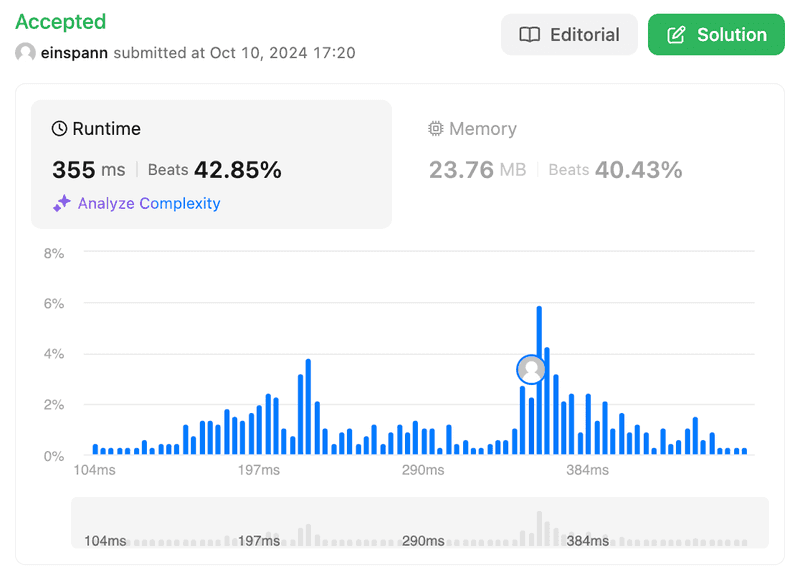 Accepted
einspann submitted at Oct 10, 2024 17:20
Editorial
Solution
Runtime
355 ms | Beats 42.85%
Analyze Complexity
Memory
23.76 MB | Beats 40.43%
8%
6%
4%
2%
0%
104ms 197ms 290ms 384ms
104ms 197ms 290ms 384ms